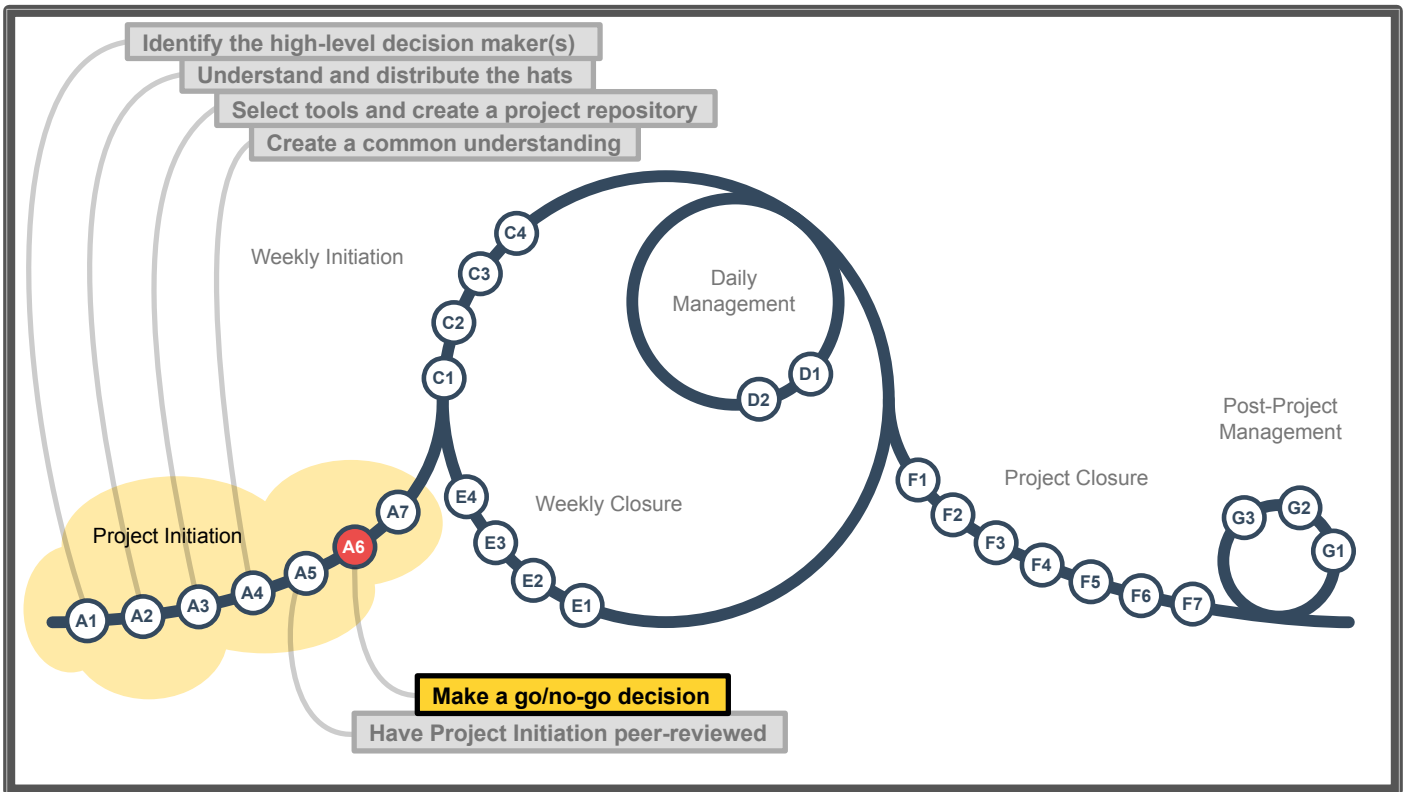 Identify the high-level decision maker(s)
Understand and distribute the hats
Select tools and create a project repository
Create a common understanding
C4
Weekly Initiation
C3
Daily
Management
C2
C1
D1
D2
Post-Project
Management
Project Closure
F1
E4
Weekly Closure
A7
F2
G3
G2
Project Initiation
A6
E3
F3
G1
A5
E2
F4
A4
F5
A3
E1
F6
A2
F7
A1
Make a go/no-go decision
Have Project Initiation peer-reviewed